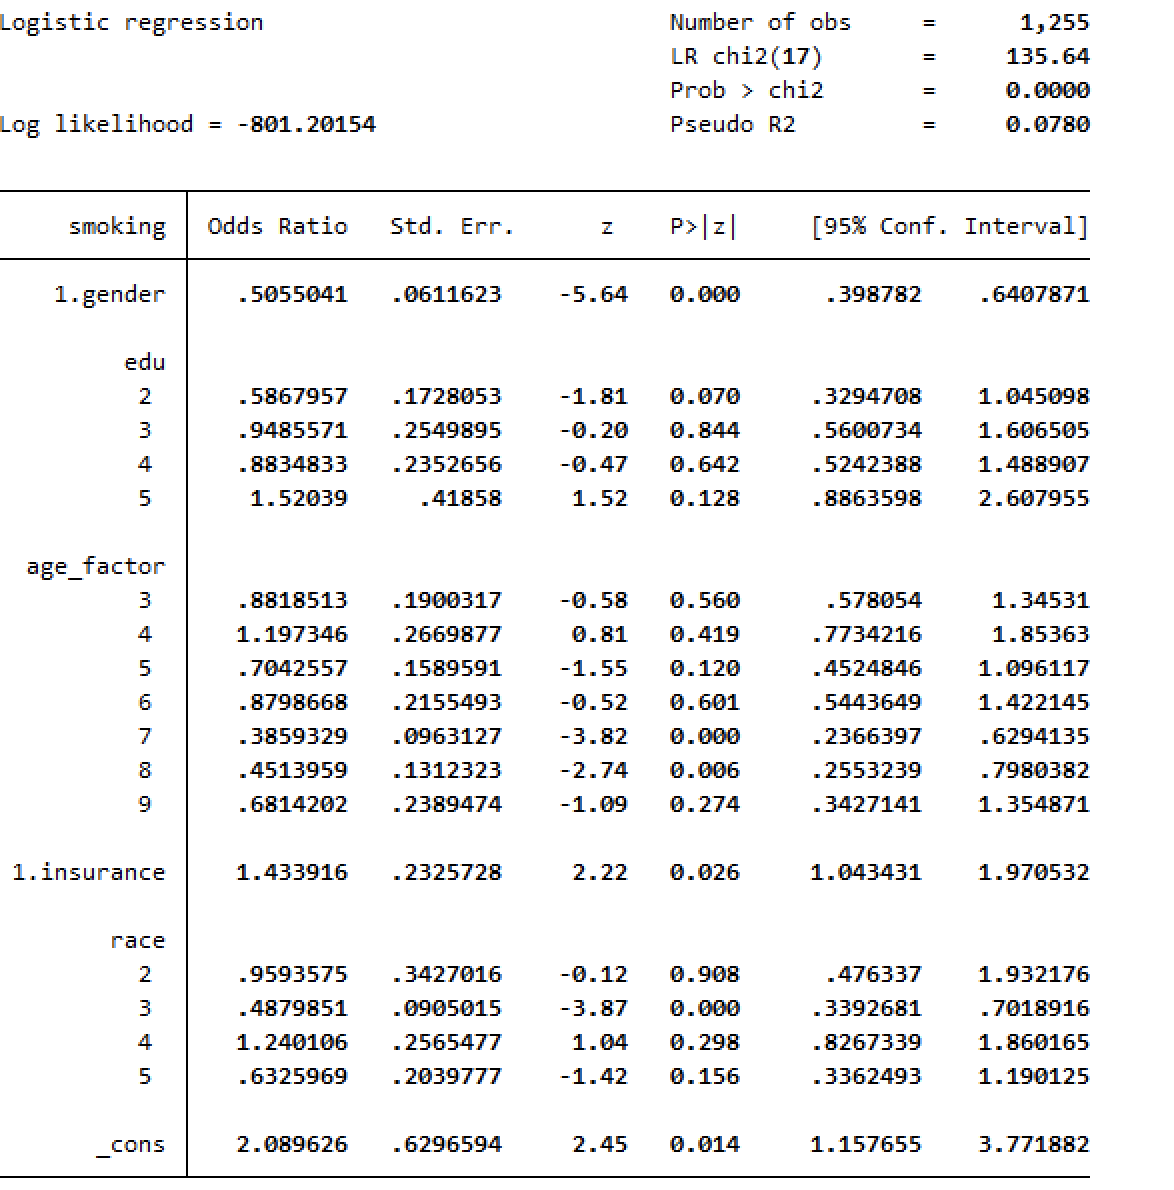 Logistic regression Number of obs = 1,255
LR chi2(17) = 135.64
Prob > chi2 = 0.0000
Log likelihood = -801.20154 Pseudo R2 = 0.0780
smoking Odds Ratio Std. Err. z P>|z| [95% Conf. Interval]
1.gender .5055041 .0611623 -5.64 0.000 .398782 .6407871
edu
2 .5867957 .1728053 -1.81 0.070 .3294708 1.045098
3 .9485571 .2549895 -0.20 0.844 .5600734 1.606505
4 .8834833 .2352656 -0.47 0.642 .5242388 1.488907
5 1.52039 .41858 1.52 0.128 .8863598 2.607955
age_factor
3 .8818513 .1900317 -0.58 0.560 .578054 1.34531
4 1.197346 .2669877 0.81 0.419 .7734216 1.85363
5 .7042557 .1589591 -1.55 0.120 .4524846 1.096117
6 .8798668 .2155493 -0.52 0.601 .5443649 1.422145
7 .3859329 .0963127 -3.82 0.000 .2366397 .6294135
8 .4513959 .1312323 -2.74 0.006 .2553239 .7980382
9 .6814202 .2389474 -1.09 0.274 .3427141 1.354871
1.insurance 1.433916 .2325728 2.22 0.026 1.043431 1.970532
race
2 .9593575 .3427016 -0.12 0.908 .476337 1.932176
3 .4879851 .0905015 -3.87 0.000 .3392681 .7018916
4 1.240106 .2565477 1.04 0.298 .8267339 1.860165
5 .6325969 .2039777 -1.42 0.156 .3362493 1.190125
_cons 2.089626 .6296594 2.45 0.014 1.157655 3.771882